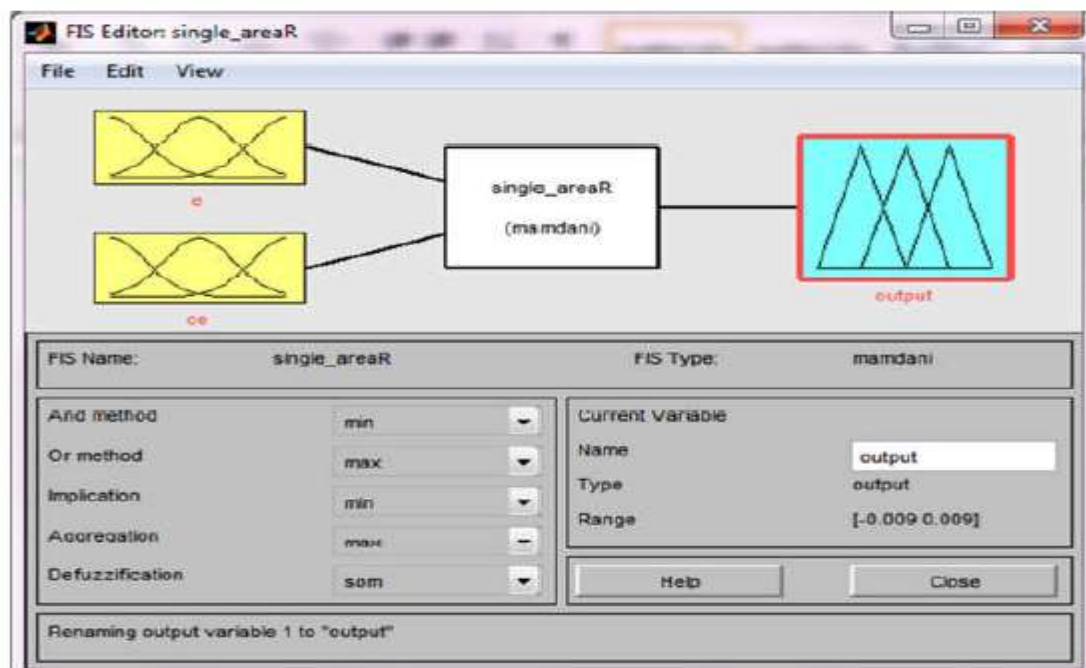 FIS Editor: single_areaR
File Edit View
e
ce
single_areaR
(mamdani)
output
FIS Name: single_areaR FIS Type: mamdani
And method min
Or method max
Implication min
Aggregation max
Defuzzification som
Current Variable
Name output
Type output
Range [-0.009 0.009]
Help Close
Renaming output variable 1 to "output"